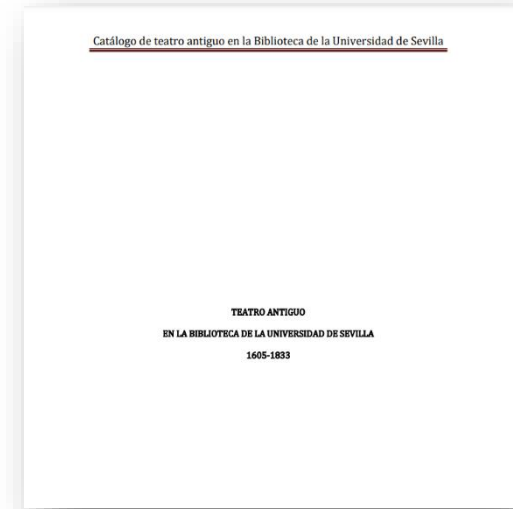 Catálogo de teatro antiguo en la Biblioteca de la Universidad de Sevilla
TEATRO ANTIGUO
EN LA BIBLIOTECA DE LA UNIVERSIDAD DE SEVILLA
1605-1833